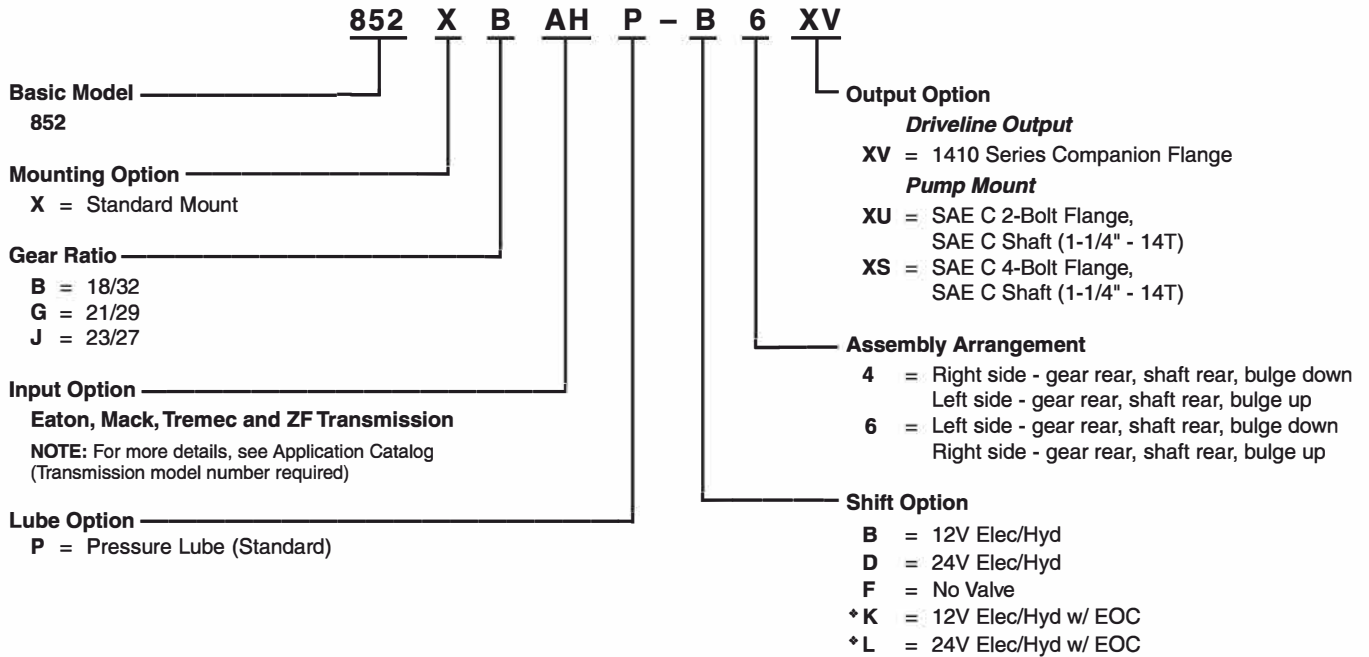 852 X B AH P – B 6 XV
Basic Model
852
Mounting Option
X = Standard Mount
Gear Ratio
B = 18/32
G = 21/29
J = 23/27
Input Option
Eaton, Mack, Tremec and ZF Transmission
NOTE: For more details, see Application Catalog
(Transmission model number required)
Lube Option
P = Pressure Lube (Standard)
Output Option
Driveline Output
XV = 1410 Series Companion Flange
Pump Mount
XU = SAE C 2-Bolt Flange,
SAE C Shaft (1-1/4" - 14T)
XS = SAE C 4-Bolt Flange,
SAE C Shaft (1-1/4" - 14T)
Assembly Arrangement
4 = Right side - gear rear, shaft rear, bulge down
Left side - gear rear, shaft rear, bulge up
6 = Left side - gear rear, shaft rear, bulge down
Right side - gear rear, shaft rear, bulge up
Shift Option
B = 12V Elec/Hyd
D = 24V Elec/Hyd
F = No Valve
❖ K = 12V Elec/Hyd w/ EOC
❖ L = 24V Elec/Hyd w/ EOC